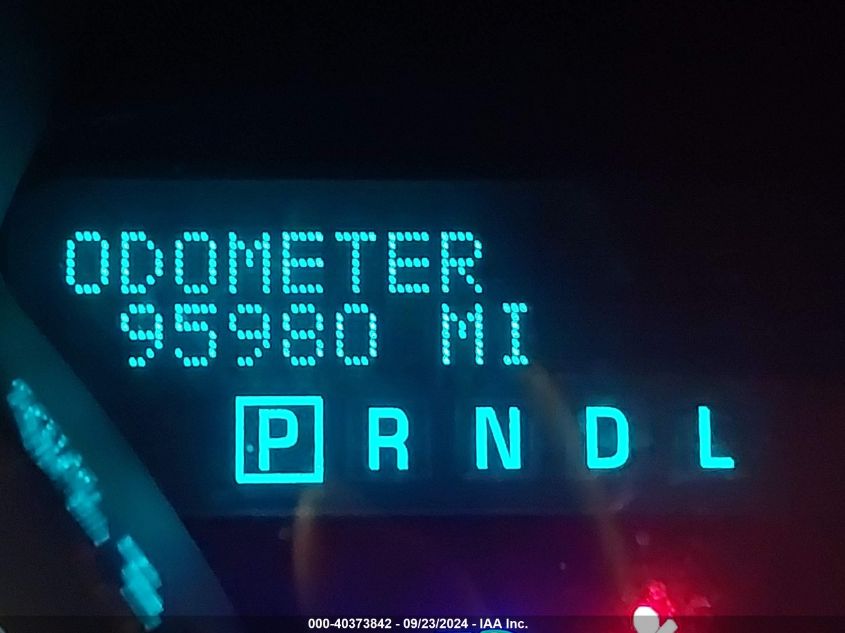 ODOMETER
95980 MI
P R N D L
000-40373842 - 09/23/2024 - IAA Inc.